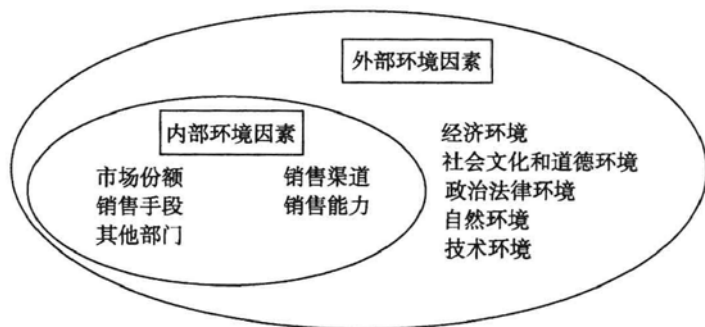 外部环境因素
内部环境因素
市场份额 销售渠道
销售手段 销售能力
其他部门
经济环境
社会文化和道德环境
政治法律环境
自然环境
技术环境